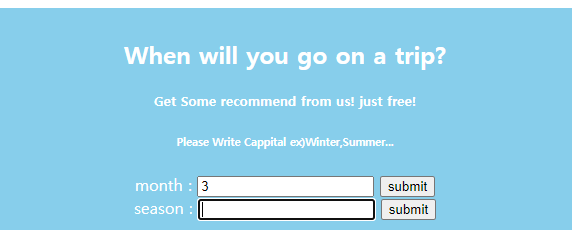 When will you go on a trip?
Get Some recommend from us! just free!
Please Write Cappital ex)Winter,Summer...
month : 3 submit
season : submit